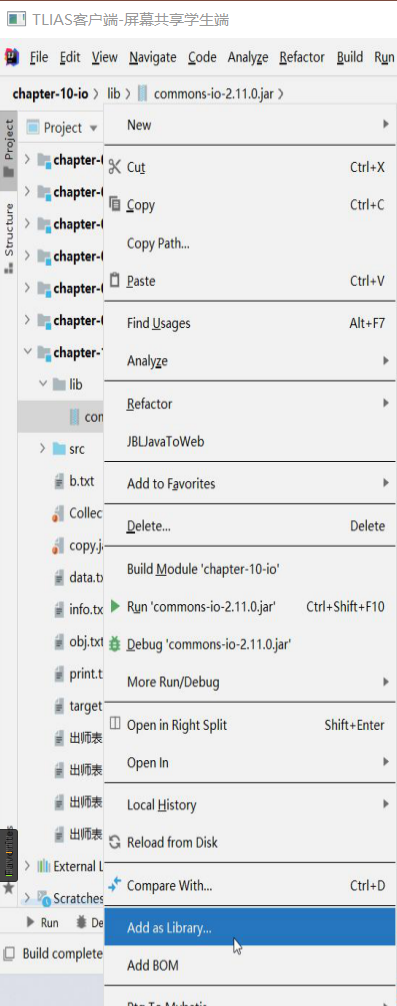 TLIAS客户端-屏幕共享学生端
File Edit View Navigate Code Analyze Refactor Build Run
chapter-10-io lib commons-io-2.11.0.jar
Project
Project
Structure
chapter-
chapter-
chapter-
chapter-
chapter-
chapter-
chapter-
lib
com
src
b.txt
Collec
copy.j
data.tx
info.tx
obj.txt
print.t
target
出师表
出师表
出师表
出师表
External L
Scratches
Run De
Build complete
New
Cut Ctrl+X
Copy Ctrl+C
Copy Path...
Paste Ctrl+V
Find Usages Alt+F7
Analyze
Refactor
JBLJavaToWeb
Add to Favorites
Delete... Delete
Build Module 'chapter-10-io'
Run 'commons-io-2.11.0.jar' Ctrl+Shift+F10
Debug 'commons-io-2.11.0.jar'
More Run/Debug
Open in Right Split Shift+Enter
Open In
Local History
Reload from Disk
Compare With... Ctrl+D
Add as Library...
Add BOM